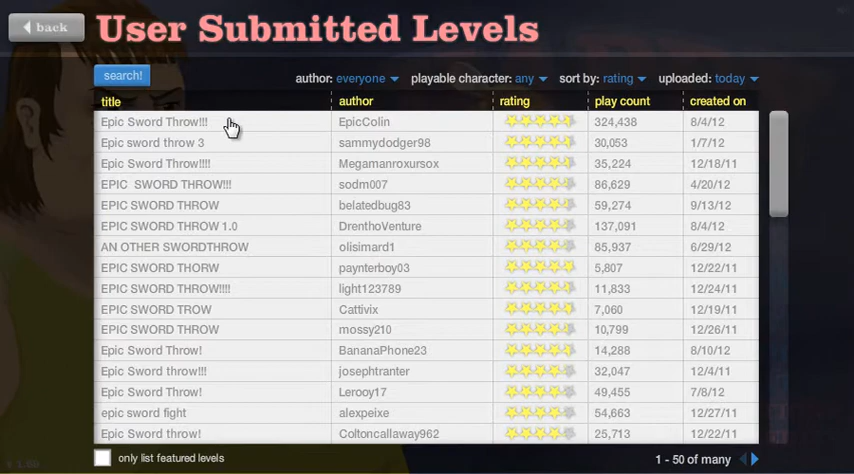 back
User Submitted Levels
search!
author: everyone playable character: any sort by: rating uploaded: today
title author rating play count created on
Epic Sword Throw!!! EpicColin 324,438 8/4/12
Epic sword throw 3 sammydodger98 30,053 1/7/12
Epic Sword Throw!!!! Megamanroxursox 35,224 12/18/11
EPIC SWORD THROW!!! sodm007 86,629 4/20/12
EPIC SWORD THROW belatedbug83 59,274 9/13/12
EPIC SWORD THROW 1.0 DrenthoVenture 137,091 8/4/12
AN OTHER SWORDTHROW olisimard1 85,937 6/29/12
EPIC SWORD THORW paynterboy03 5,807 12/22/11
EPIC SWORD THROW!!!! light123789 11,833 12/24/11
EPIC SWORD TROW Cattivix 7,060 12/19/11
EPIC SWORD THROW mossy210 10,799 12/26/11
Epic Sword Throw! BananaPhone23 14,288 8/10/12
Epic Sword throw!!! josephtranter 32,047 12/4/11
Epic Sword Throw! Lerooy17 49,455 7/8/12
epic sword fight alexpeixe 54,663 12/27/11
Epic Sword throw! Coltoncallaway962 25,713 12/22/11
only list featured levels 1 - 50 of many